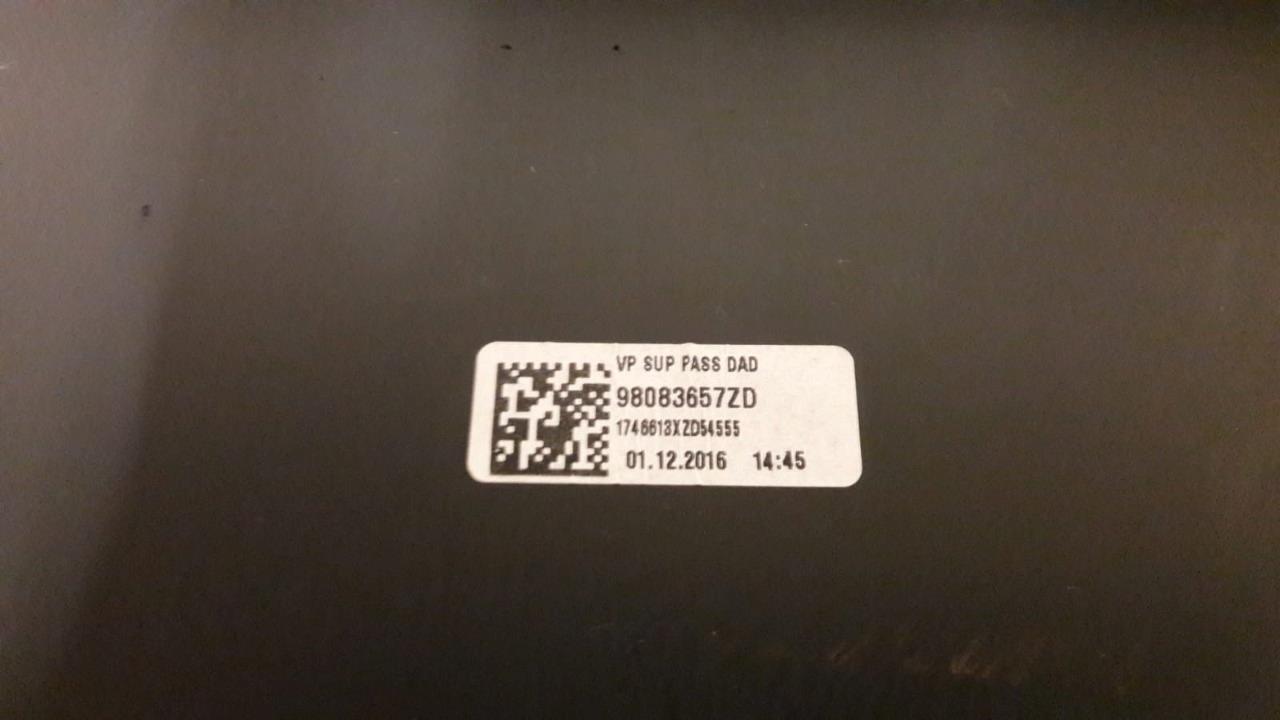 VP SUP PASS DAD
98083657ZD
1746613XZD54555
01.12.2016 14:45